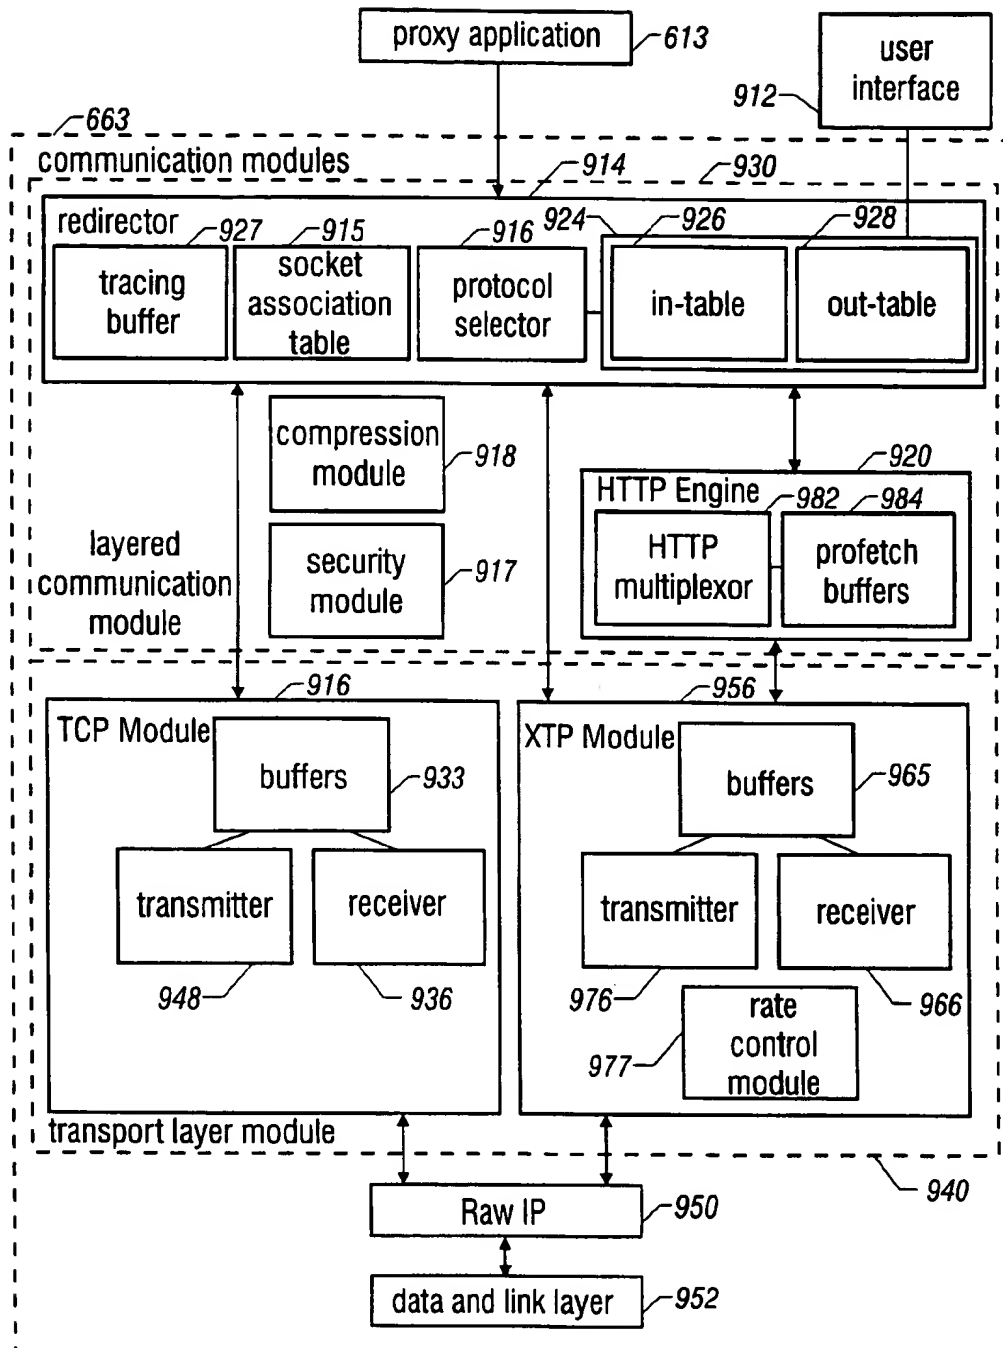 proxy application
613
user
interface
912
663
communication modules
914
930
redirector
927
915
916
924
926
928
tracing
buffer
socket
association
table
protocol
selector
in-table
out-table
compression
module
918
920
HTTP Engine
982
984
HTTP
multiplexor
profetch
buffers
layered
communication
module
security
module
917
916
956
TCP Module
buffers
933
XTP Module
buffers
965
transmitter
receiver
transmitter
receiver
948
936
976
966
rate
control
module
977
transport layer module
940
Raw IP
950
data and link layer
952